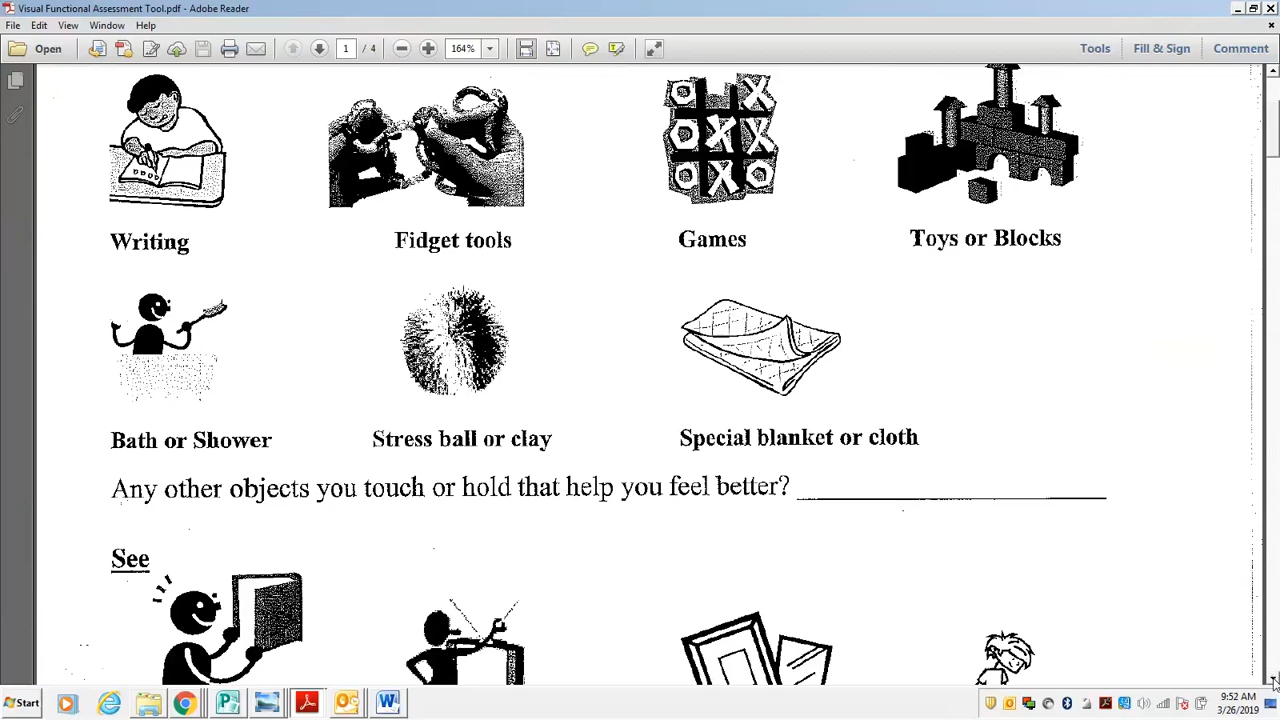 Visual Functional Assessment Tool.pdf - Adobe Reader
File Edit View Window Help
Open 1 / 4 164% Tools Fill & Sign Comment
Writing Fidget tools Games Toys or Blocks
Bath or Shower Stress ball or clay Special blanket or cloth
Any other objects you touch or hold that help you feel better?
See
Start 9:52 AM
3/26/2019